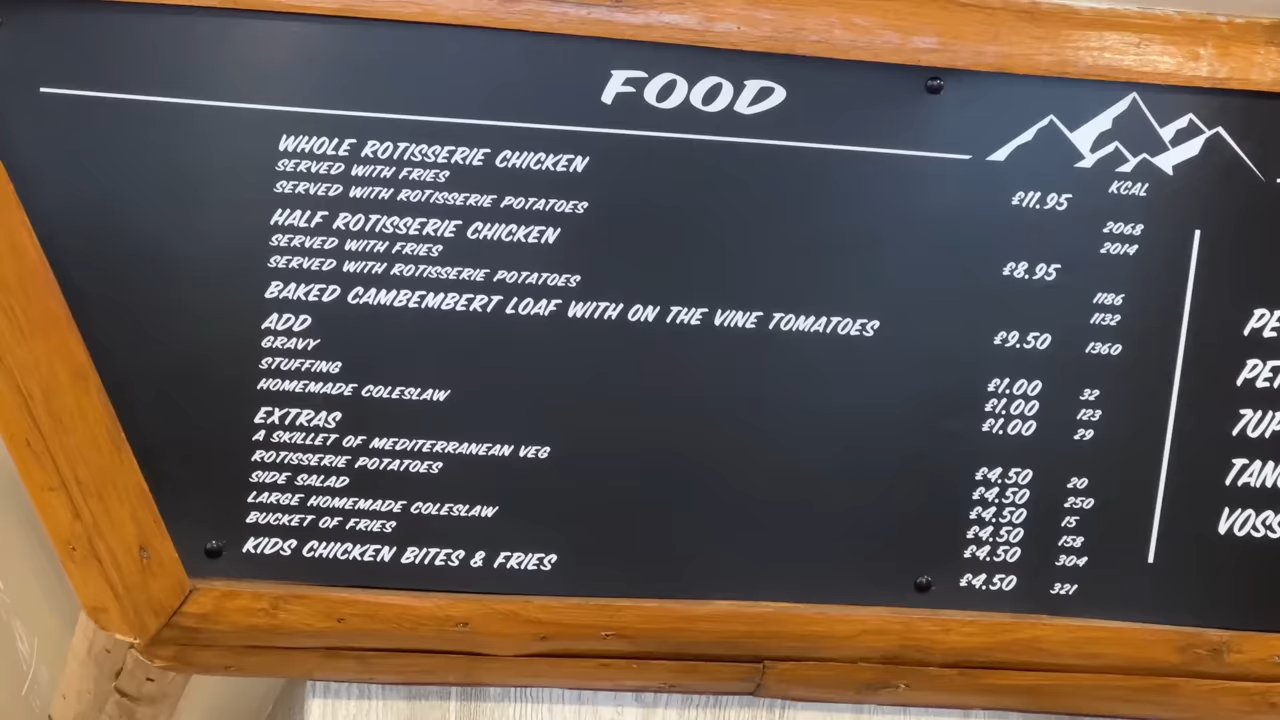 FOOD
KCAL
WHOLE ROTISSERIE CHICKEN £11.95
SERVED WITH FRIES 2068
SERVED WITH ROTISSERIE POTATOES 2014
HALF ROTISSERIE CHICKEN £8.95
SERVED WITH FRIES 1186
SERVED WITH ROTISSERIE POTATOES 1132
BAKED CAMBEMBERT LOAF WITH ON THE VINE TOMATOES £9.50 1360
ADD
GRAVY £1.00 32
STUFFING £1.00 123
HOMEMADE COLESLAW £1.00 29
EXTRAS
A SKILLET OF MEDITERRANEAN VEG £4.50 20
ROTISSERIE POTATOES £4.50 250
SIDE SALAD £4.50 15
LARGE HOMEMADE COLESLAW £4.50 158
BUCKET OF FRIES £4.50 304
KIDS CHICKEN BITES & FRIES £4.50 321
7UP
VOSS